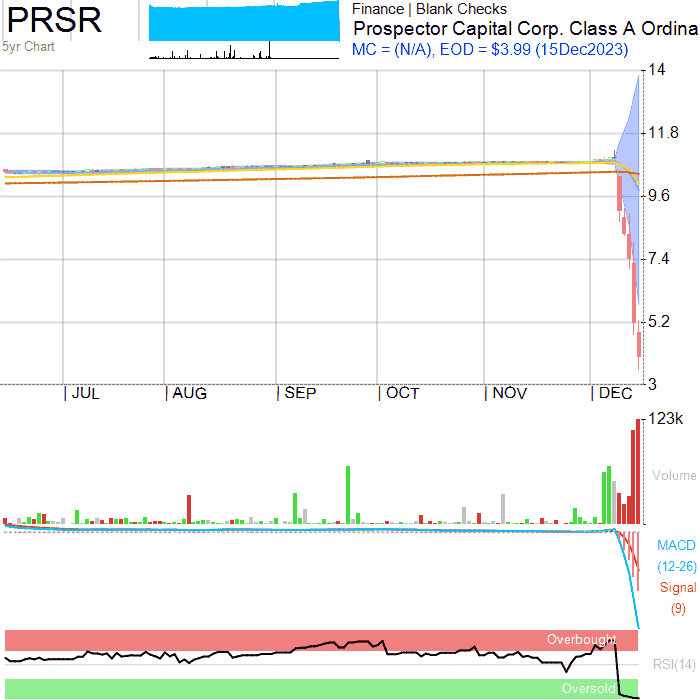 PRSR
5yr Chart
Finance | Blank Checks
Prospector Capital Corp. Class A Ordina
MC = (N/A), EOD = $3.99 (15Dec2023)
14
11.8
9.6
7.4
5.2
3
JUL
AUG
SEP
OCT
NOV
DEC
123k
Volume
MACD
(12-26)
Signal
(9)
Overbought
RSI(14)
Oversold